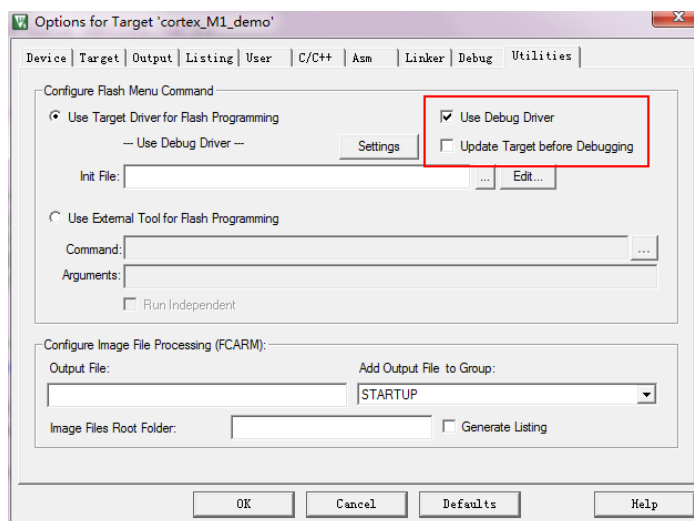 Options for Target 'cortex_M1_demo'
Device Target Output Listing User C/C++ Asm Linker Debug Utilities
Configure Flash Menu Command
Use Target Driver for Flash Programming
Use Debug Driver
--- Use Debug Driver ---
Settings
Update Target before Debugging
Init File:
...
Edit...
Use External Tool for Flash Programming
Command:
...
Arguments:
Run Independent
Configure Image File Processing (FCARM):
Output File:
Add Output File to Group:
STARTUP
Image Files Root Folder:
Generate Listing
OK Cancel Defaults Help